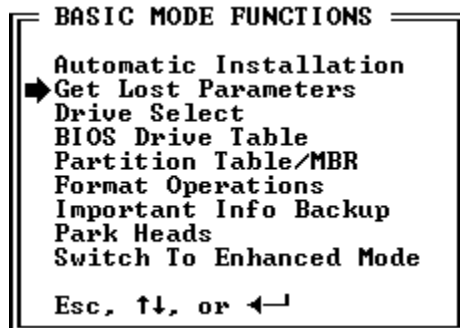 BASIC MODE FUNCTIONS
Automatic Installation
Get Lost Parameters
Drive Select
BIOS Drive Table
Partition Table/MBR
Format Operations
Important Info Backup
Park Heads
Switch To Enhanced Mode
Esc, ↑↓, or ◄┘